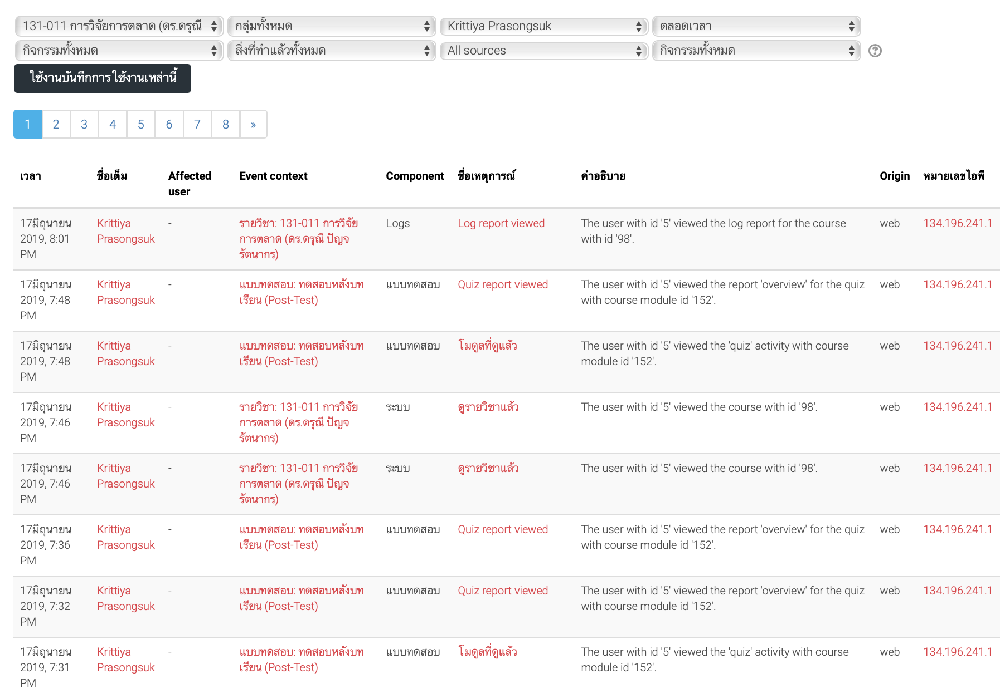 131-011 การวิจัยการตลาด (ดร.ดรุณี กลุ่มทั้งหมด Krittiya Prasongsuk ตลอดเวลา
กิจกรรมทั้งหมด สิ่งที่ทำแล้วทั้งหมด All sources กิจกรรมทั้งหมด ?
ใช้งานบันทึกการ ใช้งานเหล่านี้
1 2 3 4 5 6 7 8 »
เวลา ชื่อเต็ม Affected Event context Component ชื่อเหตุการณ์ คำอธิบาย Origin หมายเลขไอพี
user
17มิถุนายน Krittiya - รายวิชา: 131-011 การวิจัย Logs Log report viewed The user with id '5' viewed the log report for the course web 134.196.241.1
2019, 8:01 Prasongsuk การตลาด (ดร.ดรุณี ปัญจ with id '98'.
PM รัตนากร)
17มิถุนายน Krittiya - แบบทดสอบ: ทดสอบหลังบท แบบทดสอบ Quiz report viewed The user with id '5' viewed the report 'overview' for the quiz web 134.196.241.1
2019, 7:48 Prasongsuk เรียน (Post-Test) with course module id '152'.
PM
17มิถุนายน Krittiya - แบบทดสอบ: ทดสอบหลังบท แบบทดสอบ โมดูลที่ดูแล้ว The user with id '5' viewed the 'quiz' activity with course web 134.196.241.1
2019, 7:48 Prasongsuk เรียน (Post-Test) module id '152'.
PM
17มิถุนายน Krittiya - รายวิชา: 131-011 การวิจัย ระบบ ดูรายวิชาแล้ว The user with id '5' viewed the course with id '98'. web 134.196.241.1
2019, 7:46 Prasongsuk การตลาด (ดร.ดรุณี ปัญจ
PM รัตนากร)
17มิถุนายน Krittiya - รายวิชา: 131-011 การวิจัย ระบบ ดูรายวิชาแล้ว The user with id '5' viewed the course with id '98'. web 134.196.241.1
2019, 7:46 Prasongsuk การตลาด (ดร.ดรุณี ปัญจ
PM รัตนากร)
17มิถุนายน Krittiya - แบบทดสอบ: ทดสอบหลังบท แบบทดสอบ Quiz report viewed The user with id '5' viewed the report 'overview' for the quiz web 134.196.241.1
2019, 7:36 Prasongsuk เรียน (Post-Test) with course module id '152'.
PM
17มิถุนายน Krittiya - แบบทดสอบ: ทดสอบหลังบท แบบทดสอบ Quiz report viewed The user with id '5' viewed the report 'overview' for the quiz web 134.196.241.1
2019, 7:32 Prasongsuk เรียน (Post-Test) with course module id '152'.
PM
17มิถุนายน Krittiya - แบบทดสอบ: ทดสอบหลังบท แบบทดสอบ โมดูลที่ดูแล้ว The user with id '5' viewed the 'quiz' activity with course web 134.196.241.1
2019, 7:31 Prasongsuk เรียน (Post-Test) module id '152'.
PM